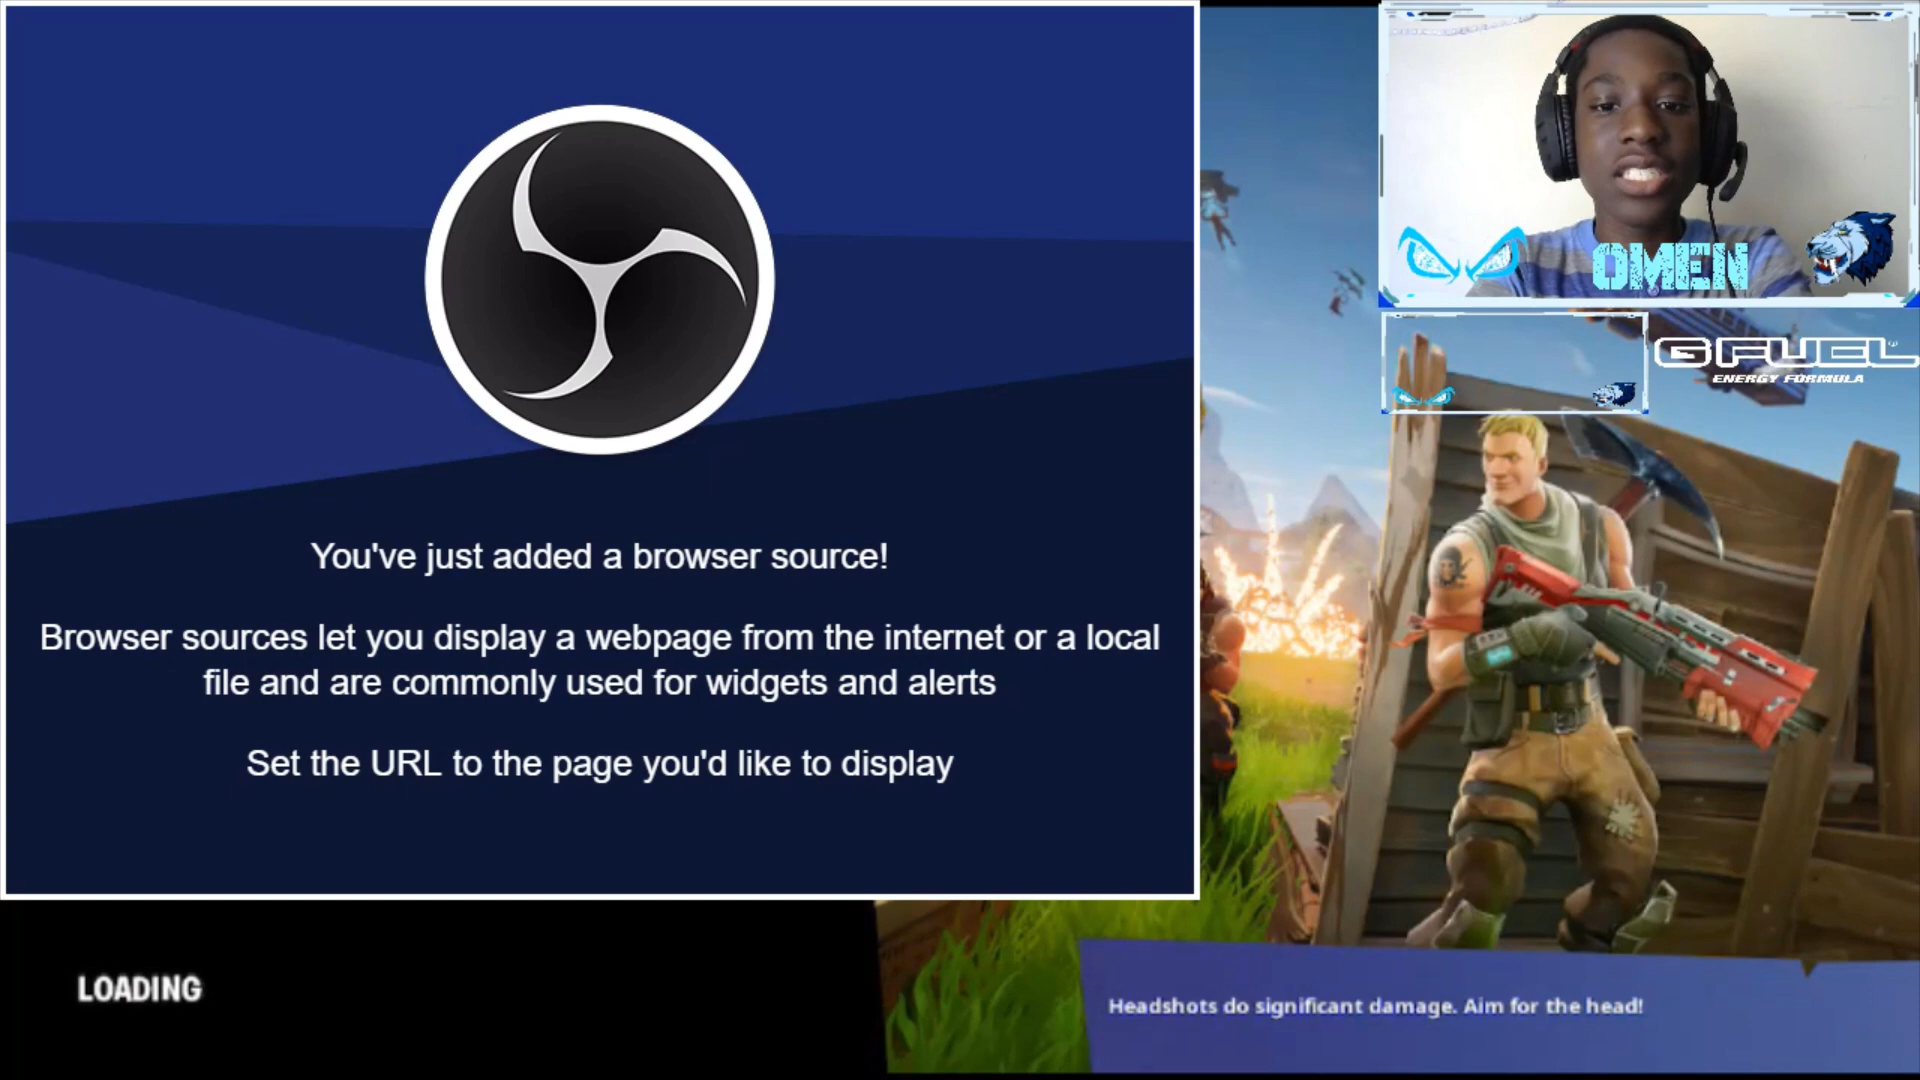 You've just added a browser source!
Browser sources let you display a webpage from the internet or a local
file and are commonly used for widgets and alerts
Set the URL to the page you'd like to display
OMEN
G FUEL
ENERGY FORMULA
LOADING
Headshots do significant damage. Aim for the head!